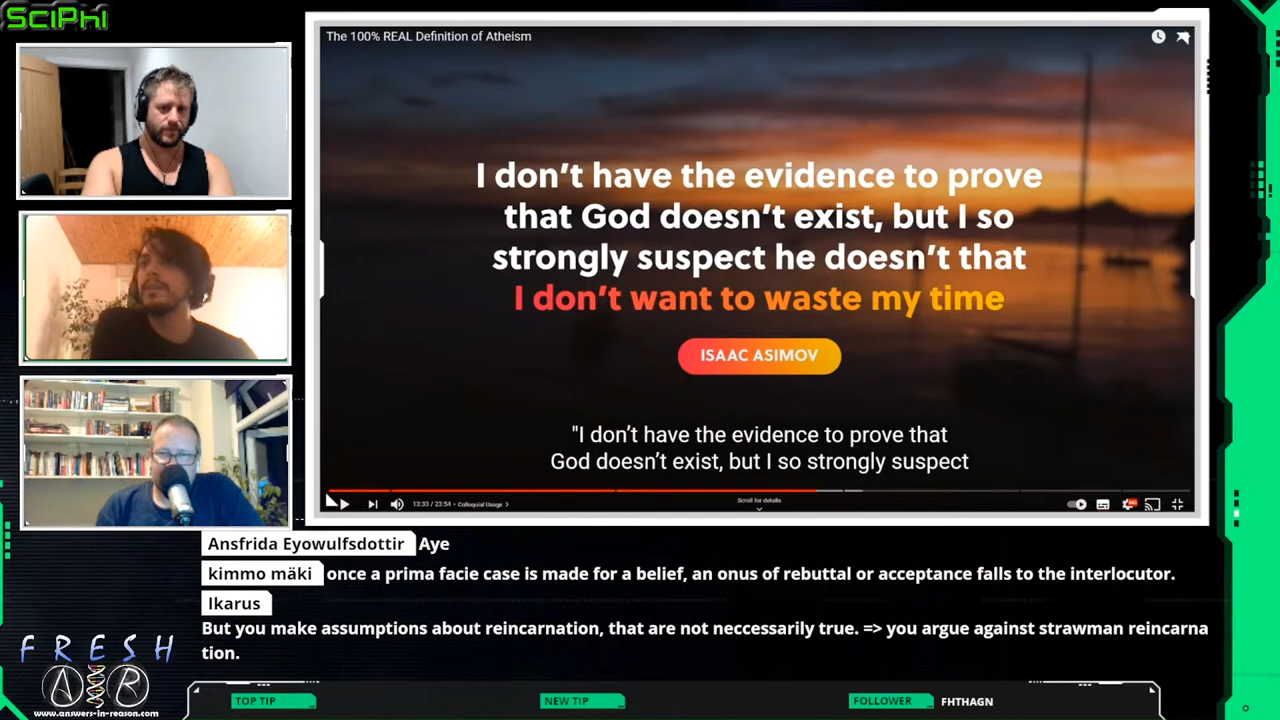 SCIPHI
The 100% REAL Definition of Atheism
I don't have the evidence to prove
that God doesn't exist, but I so
strongly suspect he doesn't that
I don't want to waste my time
ISAAC ASIMOV
"I don't have the evidence to prove that
God doesn't exist, but I so strongly suspect
13:33 / 23:54 • Colloquial Usage >
Scroll for details
Ansfrida Eyowulfsdottir Aye
kimmo mäki once a prima facie case is made for a belief, an onus of rebuttal or acceptance falls to the interlocutor.
Ikarus
But you make assumptions about reincarnation, that are not neccessarily true. => you argue against strawman reincarna
tion.
FRESH
AiR
www.answers-in-reason.com
TOP TIP
NEW TIP
FOLLOWER FHTHAGN